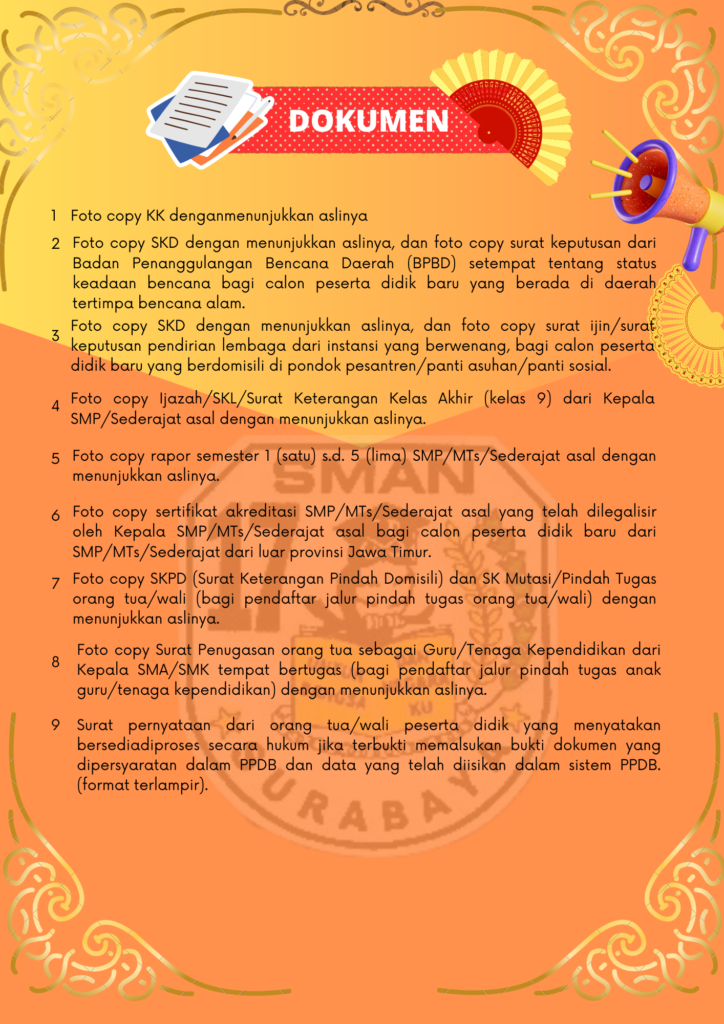 DOKUMEN
1 Foto copy KK denganmenunjukkan aslinya
2 Foto copy SKD dengan menunjukkan aslinya, dan foto copy surat keputusan dari
Badan Penanggulangan Bencana Daerah (BPBD) setempat tentang status
keadaan bencana bagi calon peserta didik baru yang berada di daerah
tertimpa bencana alam.
3 Foto copy SKD dengan menunjukkan aslinya, dan foto copy surat ijin/surat
keputusan pendirian lembaga dari instansi yang berwenang, bagi calon peserta
didik baru yang berdomisili di pondok pesantren/panti asuhan/panti sosial.
4 Foto copy Ijazah/SKL/Surat Keterangan Kelas Akhir (kelas 9) dari Kepala
SMP/Sederajat asal dengan menunjukkan aslinya.
5 Foto copy rapor semester 1 (satu) s.d. 5 (lima) SMP/MTs/Sederajat asal dengan
menunjukkan aslinya.
6 Foto copy sertifikat akreditasi SMP/MTs/Sederajat asal yang telah dilegalisir
oleh Kepala SMP/MTs/Sederajat asal bagi calon peserta didik baru dari
SMP/MTs/Sederajat dari luar provinsi Jawa Timur.
7 Foto copy SKPD (Surat Keterangan Pindah Domisili) dan SK Mutasi/Pindah Tugas
orang tua/wali (bagi pendaftar jalur pindah tugas orang tua/wali) dengan
menunjukkan aslinya.
8 Foto copy Surat Penugasan orang tua sebagai Guru/Tenaga Kependidikan dari
Kepala SMA/SMK tempat bertugas (bagi pendaftar jalur pindah tugas anak
guru/tenaga kependidikan) dengan menunjukkan aslinya.
9 Surat pernyataan dari orang tua/wali peserta didik yang menyatakan
bersediadiproses secara hukum jika terbukti memalsukan bukti dokumen yang
dipersyaratan dalam PPDB dan data yang telah diisikan dalam sistem PPDB.
(format terlampir).
SMAN
17
SURABAYA